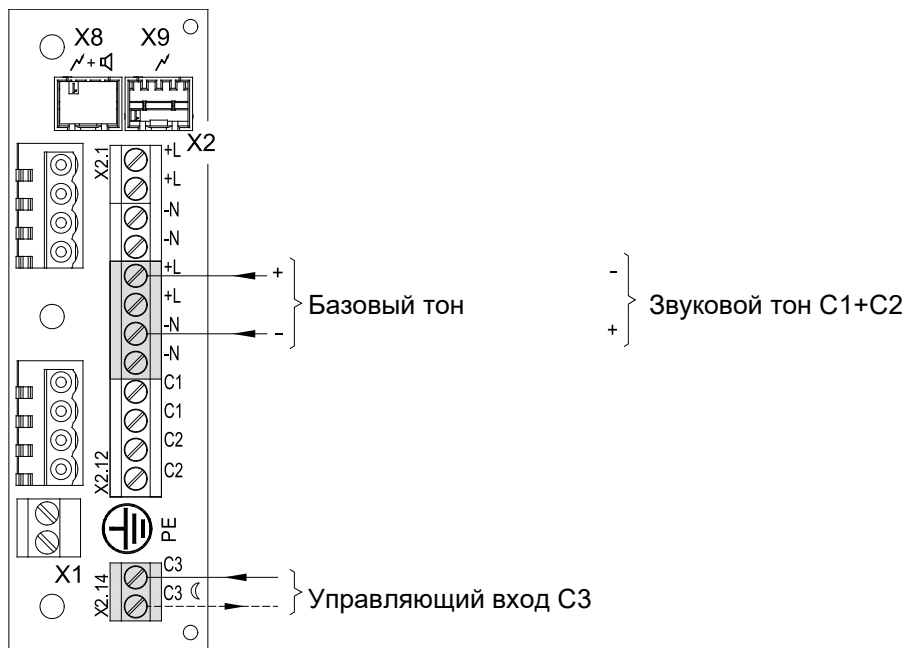 X8 X9
+
X2
X2.1
+L
+L
-N
-N
+L +
+L
-N -
-N
Базовый тон
-
+
Звуковой тон C1+C2
C1
C1
C2
C2
X2.12
PE
X1
X2.14
C3
C3
Управляющий вход C3